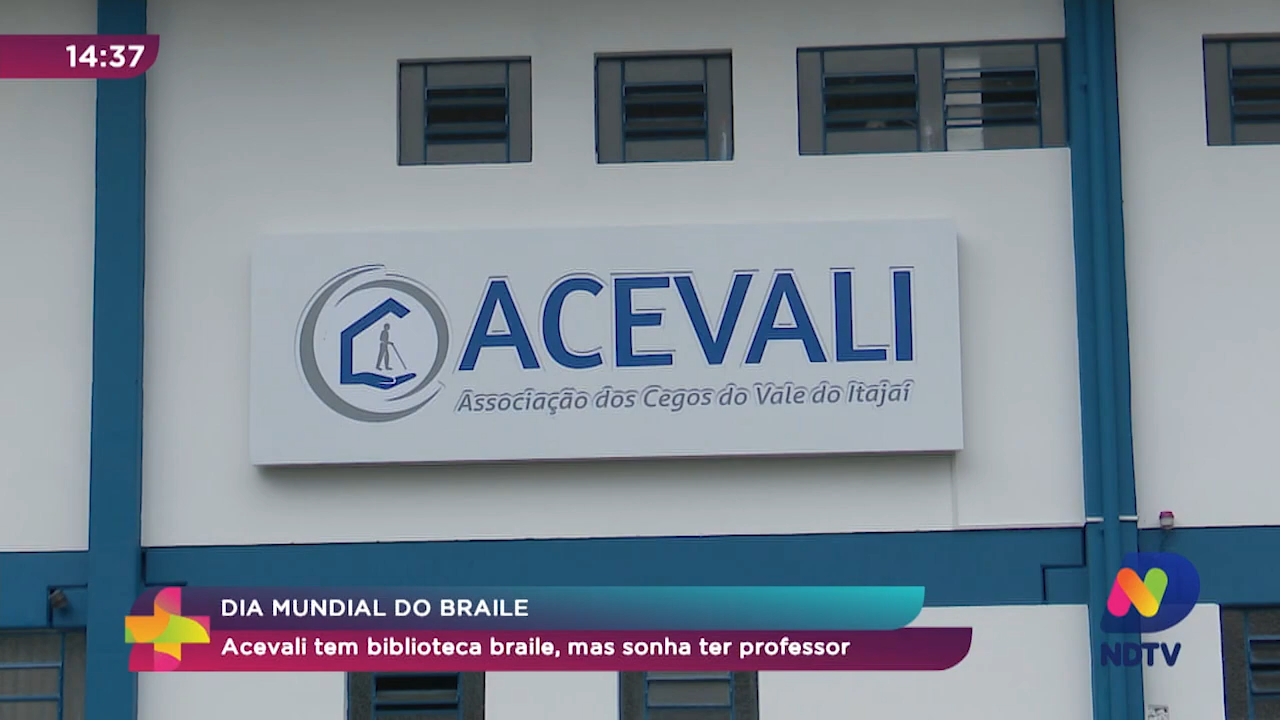 14:37
ACEVALI
Associação dos Cegos do Vale do Itajaí
DIA MUNDIAL DO BRAILE
Acevali tem biblioteca braile, mas sonha ter professor
NDTV